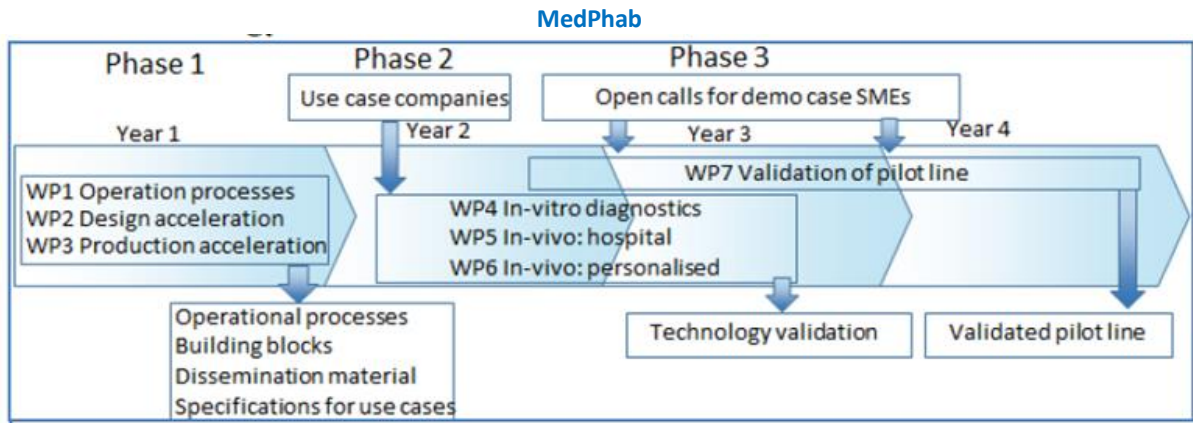 MedPhab
Phase 1
Phase 2
Phase 3
Use case companies
Open calls for demo case SMEs
Year 1
Year 2
Year 3
Year 4
WP7 Validation of pilot line
WP1 Operation processes
WP2 Design acceleration
WP3 Production acceleration
WP4 In-vitro diagnostics
WP5 In-vivo: hospital
WP6 In-vivo: personalised
Operational processes
Building blocks
Dissemination material
Specifications for use cases
Technology validation
Validated pilot line